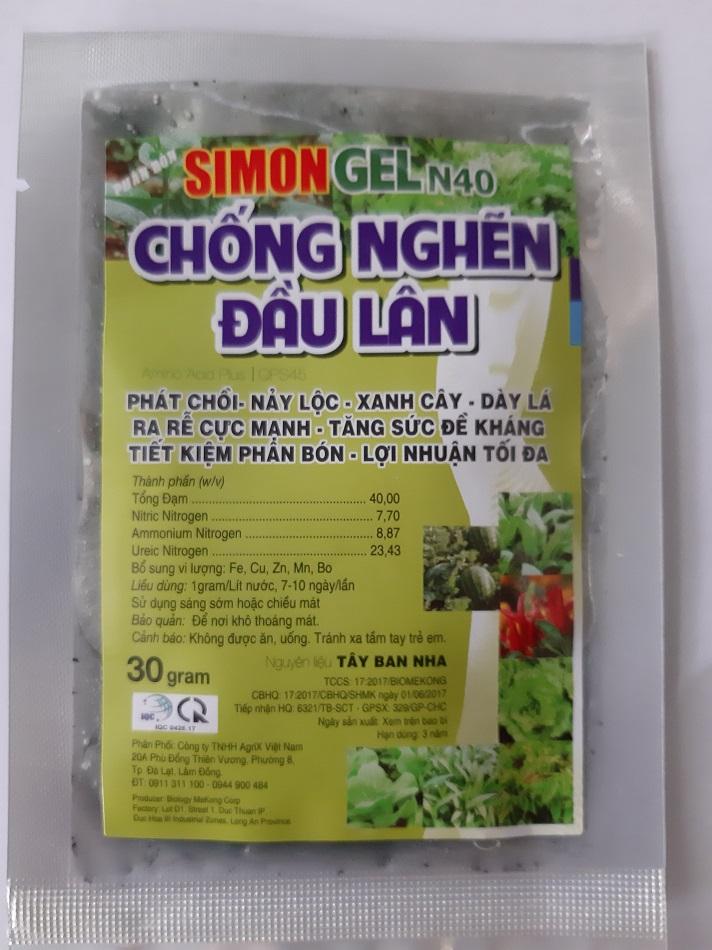 PHÂN BÓN
SIMON GEL N40
CHỐNG NGHẼN
ĐẦU LÂN
Amino Acid Plus | QPS45
PHÁT CHỒI- NẢY LỘC - XANH CÂY - DÀY LÁ
RA RỄ CỰC MẠNH - TĂNG SỨC ĐỀ KHÁNG
TIẾT KIỆM PHÂN BÓN - LỢI NHUẬN TỐI ĐA
Thành phần (w/v)
Tổng Đạm ........................................ 40,00
Nitric Nitrogen .................................... 7,70
Ammonium Nitrogen ............................ 8,87
Ureic Nitrogen ................................... 23,43
Bổ sung vi lượng: Fe, Cu, Zn, Mn, Bo
Liều dùng: 1gram/Lít nước, 7-10 ngày/lần
Sử dụng sáng sớm hoặc chiều mát
Bảo quản: Để nơi khô thoáng mát.
Cảnh báo: Không được ăn, uống. Tránh xa tầm tay trẻ em.
30 gram
Nguyên liệu TÂY BAN NHA
TCCS: 17:2017/BIOMEKONG
CBHQ: 17:2017/CBHQ/SHMK ngày 01/06/2017
Tiếp nhận HQ: 6321/TB-SCT - GPSX: 329/GP-CHC
Ngày sản xuất: Xem trên bao bì
Hạn dùng: 3 năm
IQC
IQC 0428.17
Phân Phối: Công ty TNHH AgriX Việt Nam
20A Phù Đổng Thiên Vương, Phường 8,
Tp. Đà Lạt, Lâm Đồng.
ĐT: 0911 311 100 - 0944 900 484
Producer: Biology MeKong Corp
Factory: Lot D1, Street 1, Duc Thuan IP
Duc Hoa III Industrial Zones, Long An Province